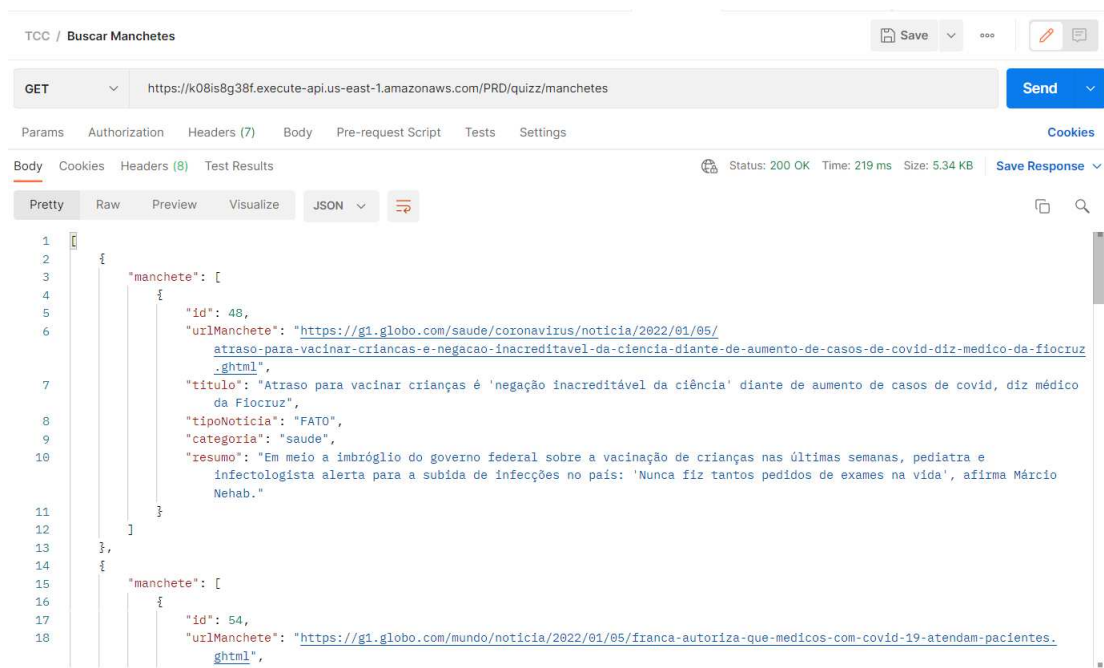 TCC / Buscar Manchetes
Save
GET https://k08is8g38f.execute-api.us-east-1.amazonaws.com/PRD/quizz/manchetes Send
Params Authorization Headers (7) Body Pre-request Script Tests Settings Cookies
Body Cookies Headers (8) Test Results Status: 200 OK Time: 219 ms Size: 5.34 KB Save Response
Pretty Raw Preview Visualize JSON
1 [
2 {
3 "manchete": [
4 {
5 "id": 48,
6 "urlManchete": "https://g1.globo.com/saude/coronavirus/noticia/2022/01/05/
atraso-para-vacinar-criancas-e-negacao-inacreditavel-da-ciencia-diante-de-aumento-de-casos-de-covid-diz-medico-da-fiocruz
.ghtml",
7 "titulo": "Atraso para vacinar crianças é 'negação inacreditável da ciência' diante de aumento de casos de covid, diz médico
da Fiocruz",
8 "tipoNoticia": "FATO",
9 "categoria": "saude",
10 "resumo": "Em meio a imbróglio do governo federal sobre a vacinação de crianças nas últimas semanas, pediatra e
infectologista alerta para a subida de infecções no país: 'Nunca fiz tantos pedidos de exames na vida', afirma Márcio
Nehab."
11 }
12 ]
13 },
14 {
15 "manchete": [
16 {
17 "id": 54,
18 "urlManchete": "https://g1.globo.com/mundo/noticia/2022/01/05/franca-autoriza-que-medicos-com-covid-19-atendam-pacientes.
ghtml",